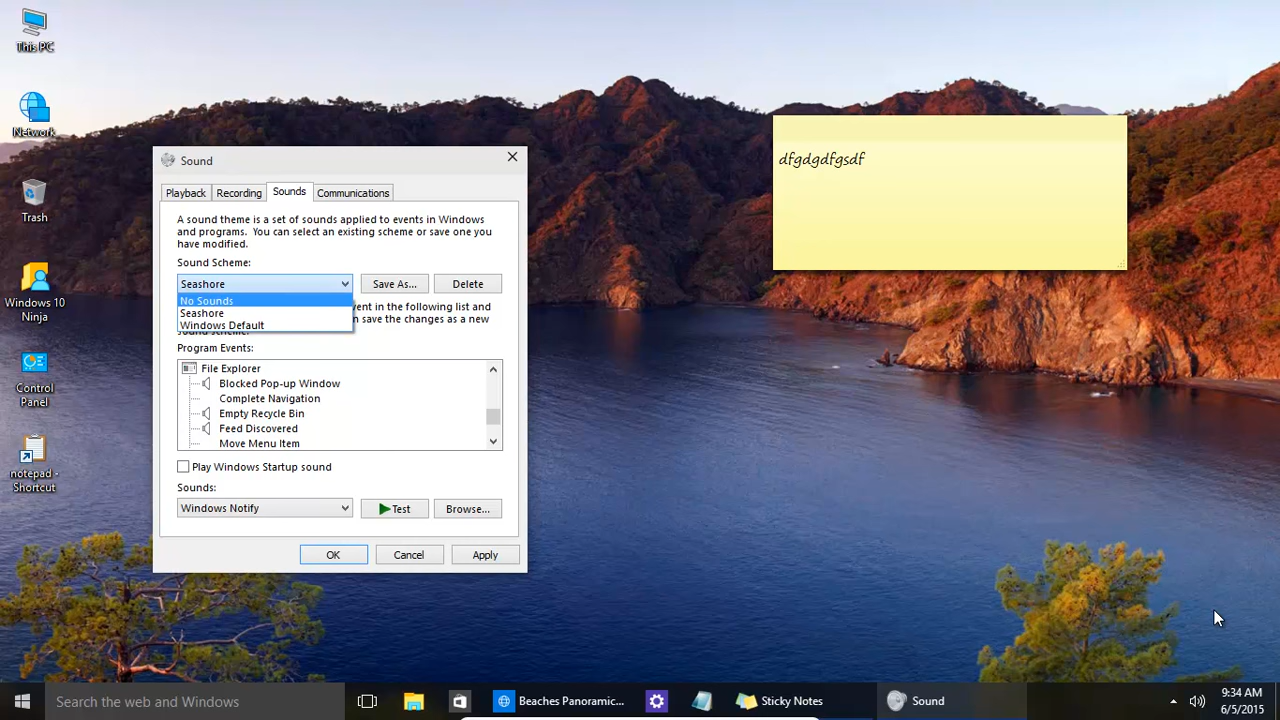 This PC
Network
Trash
Windows 10
Ninja
Control
Panel
notepad -
Shortcut
Sound
Playback
Recording
Sounds
Communications
A sound theme is a set of sounds applied to events in Windows
and programs. You can select an existing scheme or save one you
have modified.
Sound Scheme:
Seashore
Save As...
Delete
No Sounds
Seashore
Windows Default
vent in the following list and
n save the changes as a new
sound scheme.
Program Events:
File Explorer
Blocked Pop-up Window
Complete Navigation
Empty Recycle Bin
Feed Discovered
Move Menu Item
Play Windows Startup sound
Sounds:
Windows Notify
Test
Browse...
OK
Cancel
Apply
dfgdgdfgsdf
Search the web and Windows
Beaches Panoramic...
Sticky Notes
Sound
9:34 AM
6/5/2015